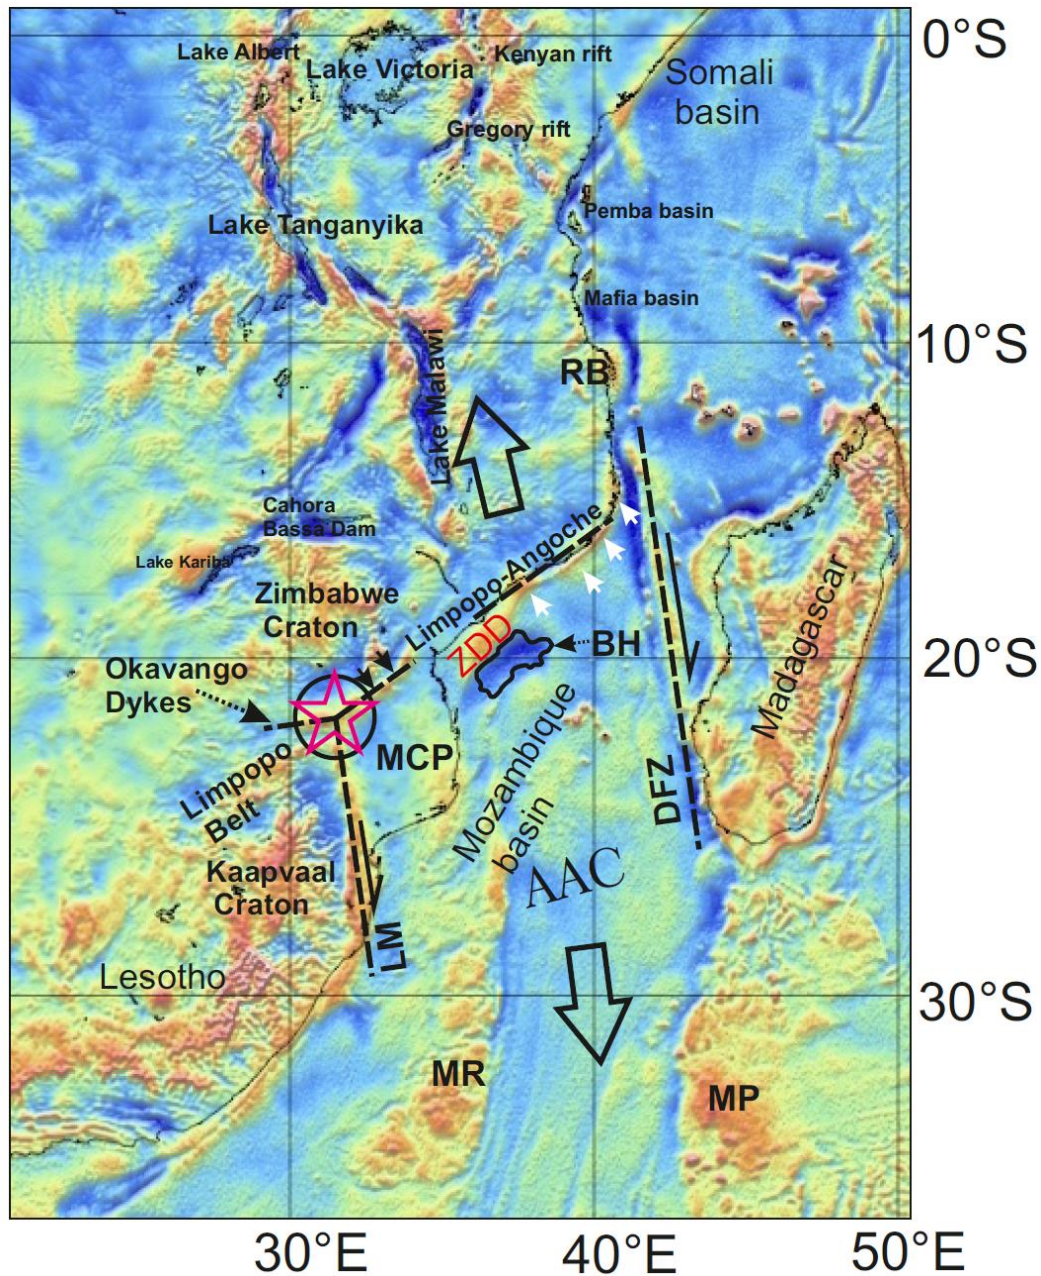 0°S
Lake Albert
Kenyan rift
Lake Victoria
Somali
basin
Gregory rift
Pemba basin
Lake Tanganyika
Mafia basin
10°S
Lake Malawi
RB
Cahora
Bassa Dam
Lake Kariba
Limpopo-Angoche
Zimbabwe
Craton
ZDD
BH
20°S
Okavango
Dykes
Madagascar
MCP
Limpopo
Belt
Mozambique
basin
DFZ
Kaapvaal
Craton
AAC
LM
Lesotho
30°S
MR
MP
30°E
40°E
50°E